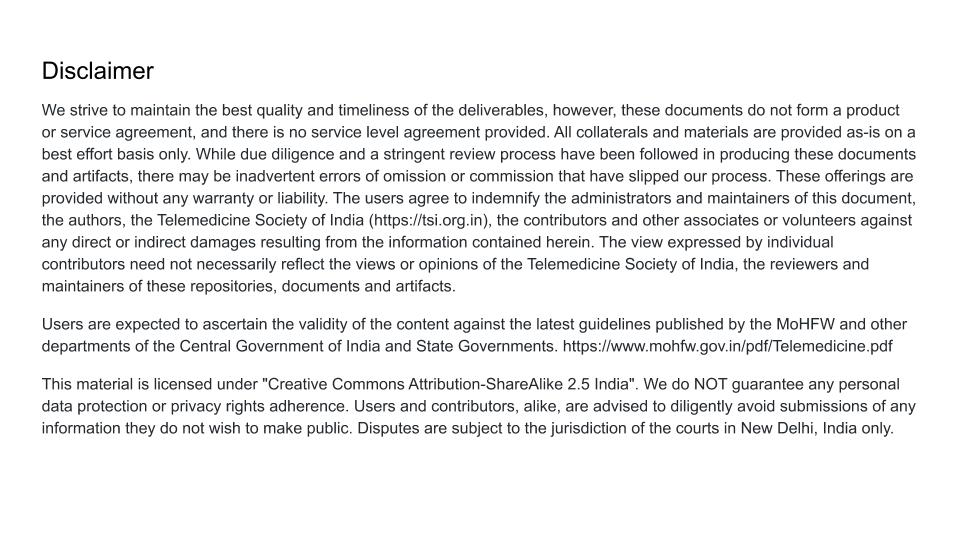 Disclaimer
We strive to maintain the best quality and timeliness of the deliverables, however, these documents do not form a product
or service agreement, and there is no service level agreement provided. All collaterals and materials are provided as-is on a
best effort basis only. While due diligence and a stringent review process have been followed in producing these documents
and artifacts, there may be inadvertent errors of omission or commission that have slipped our process. These offerings are
provided without any warranty or liability. The users agree to indemnify the administrators and maintainers of this document,
the authors, the Telemedicine Society of India (https://tsi.org.in), the contributors and other associates or volunteers against
any direct or indirect damages resulting from the information contained herein. The view expressed by individual
contributors need not necessarily reflect the views or opinions of the Telemedicine Society of India, the reviewers and
maintainers of these repositories, documents and artifacts.
Users are expected to ascertain the validity of the content against the latest guidelines published by the MoHFW and other
departments of the Central Government of India and State Governments. https://www.mohfw.gov.in/pdf/Telemedicine.pdf
This material is licensed under "Creative Commons Attribution-ShareAlike 2.5 India". We do NOT guarantee any personal
data protection or privacy rights adherence. Users and contributors, alike, are advised to diligently avoid submissions of any
information they do not wish to make public. Disputes are subject to the jurisdiction of the courts in New Delhi, India only.